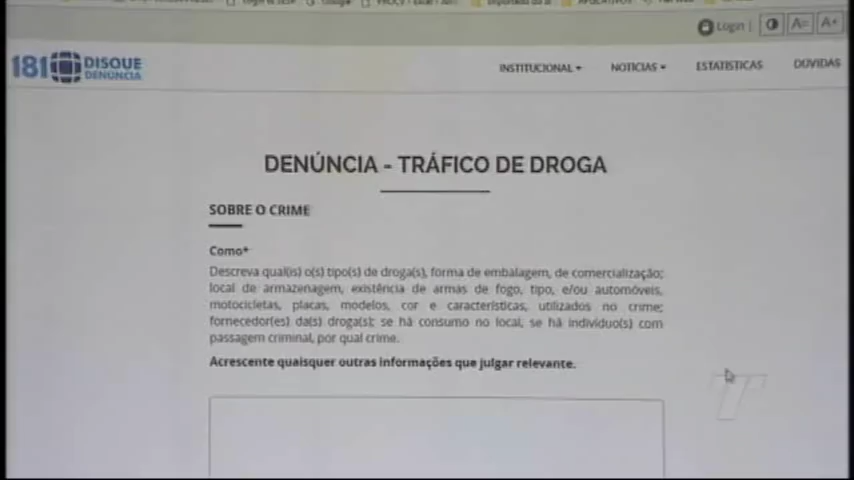 Login |
A=
A+
181 DISQUE
DENÚNCIA
INSTITUCIONAL
NOTÍCIAS
ESTATÍSTICAS
DÚVIDAS
DENÚNCIA - TRÁFICO DE DROGA
SOBRE O CRIME
Como*
Descreva qual(is) o(s) tipo(s) de droga(s), forma de embalagem, de comercialização;
local de armazenagem, existência de armas de fogo, tipo, e/ou automóveis,
motocicletas, placas, modelos, cor e características, utilizados no crime;
fornecedor(es) da(s) droga(s); se há consumo no local, se há indivíduo(s) com
passagem criminal, por qual crime.
Acrescente quaisquer outras informações que julgar relevante.